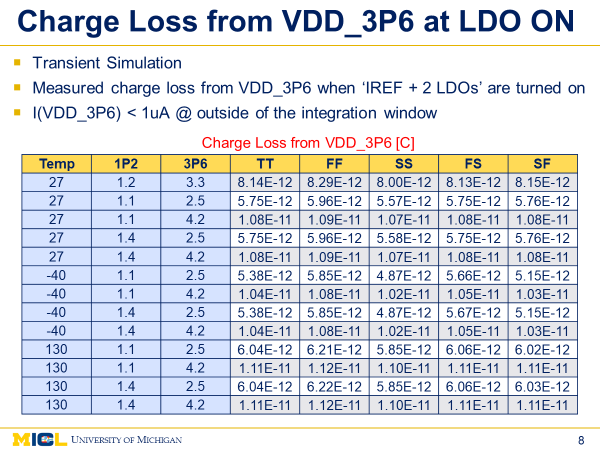 Charge Loss from VDD_3P6 at LDO ON
Transient Simulation
Measured charge loss from VDD_3P6 when ‘IREF + 2 LDOs’ are turned on
I(VDD_3P6) < 1uA @ outside of the integration window
Charge Loss from VDD_3P6 [C]
Temp 1P2 3P6 TT FF SS FS SF
27 1.2 3.3 8.14E-12 8.29E-12 8.00E-12 8.13E-12 8.15E-12
27 1.1 2.5 5.75E-12 5.96E-12 5.57E-12 5.75E-12 5.76E-12
27 1.1 4.2 1.08E-11 1.09E-11 1.07E-11 1.08E-11 1.08E-11
27 1.4 2.5 5.75E-12 5.96E-12 5.58E-12 5.75E-12 5.76E-12
27 1.4 4.2 1.08E-11 1.09E-11 1.07E-11 1.08E-11 1.08E-11
-40 1.1 2.5 5.38E-12 5.85E-12 4.87E-12 5.66E-12 5.15E-12
-40 1.1 4.2 1.04E-11 1.08E-11 1.02E-11 1.05E-11 1.03E-11
-40 1.4 2.5 5.38E-12 5.85E-12 4.87E-12 5.67E-12 5.15E-12
-40 1.4 4.2 1.04E-11 1.08E-11 1.02E-11 1.05E-11 1.03E-11
130 1.1 2.5 6.04E-12 6.21E-12 5.85E-12 6.06E-12 6.02E-12
130 1.1 4.2 1.11E-11 1.12E-11 1.10E-11 1.11E-11 1.11E-11
130 1.4 2.5 6.04E-12 6.22E-12 5.85E-12 6.06E-12 6.03E-12
130 1.4 4.2 1.11E-11 1.12E-11 1.10E-11 1.11E-11 1.11E-11
MICL UNIVERSITY OF MICHIGAN 8